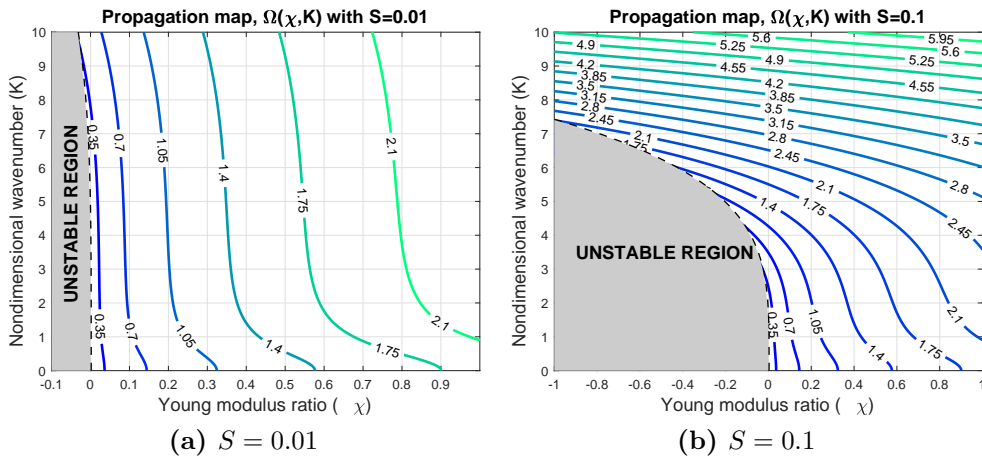 Propagation map, Ω(χ,K) with S=0.01
Nondimensional wavenumber (K)
10
9
8
7
6
5
4
3
2
1
0
UNSTABLE REGION
0.35
0.7
1.05
1.4
1.75
2.1
0.35
0.7
1.05
1.4
1.75
2.1
-0.1 0 0.1 0.2 0.3 0.4 0.5 0.6 0.7 0.8 0.9
Young modulus ratio ( χ)
(a) S = 0.01
Propagation map, Ω(χ,K) with S=0.1
Nondimensional wavenumber (K)
10
9
8
7
6
5
4
3
2
1
0
5.6 5.95
4.9 5.25 5.6
4.9 5.25
4.2 4.55
3.85 4.55
3.5 4.2
3.15 3.85
2.8 3.5
2.45 3.15 3.5
2.1 2.8
1.75 2.45 2.8
2.1
1.4 1.75 2.45
UNSTABLE REGION
2.1
0.35 0.7 1.05 1.4 1.75
-1 -0.8 -0.6 -0.4 -0.2 0 0.2 0.4 0.6 0.8 1
Young modulus ratio ( χ)
(b) S = 0.1